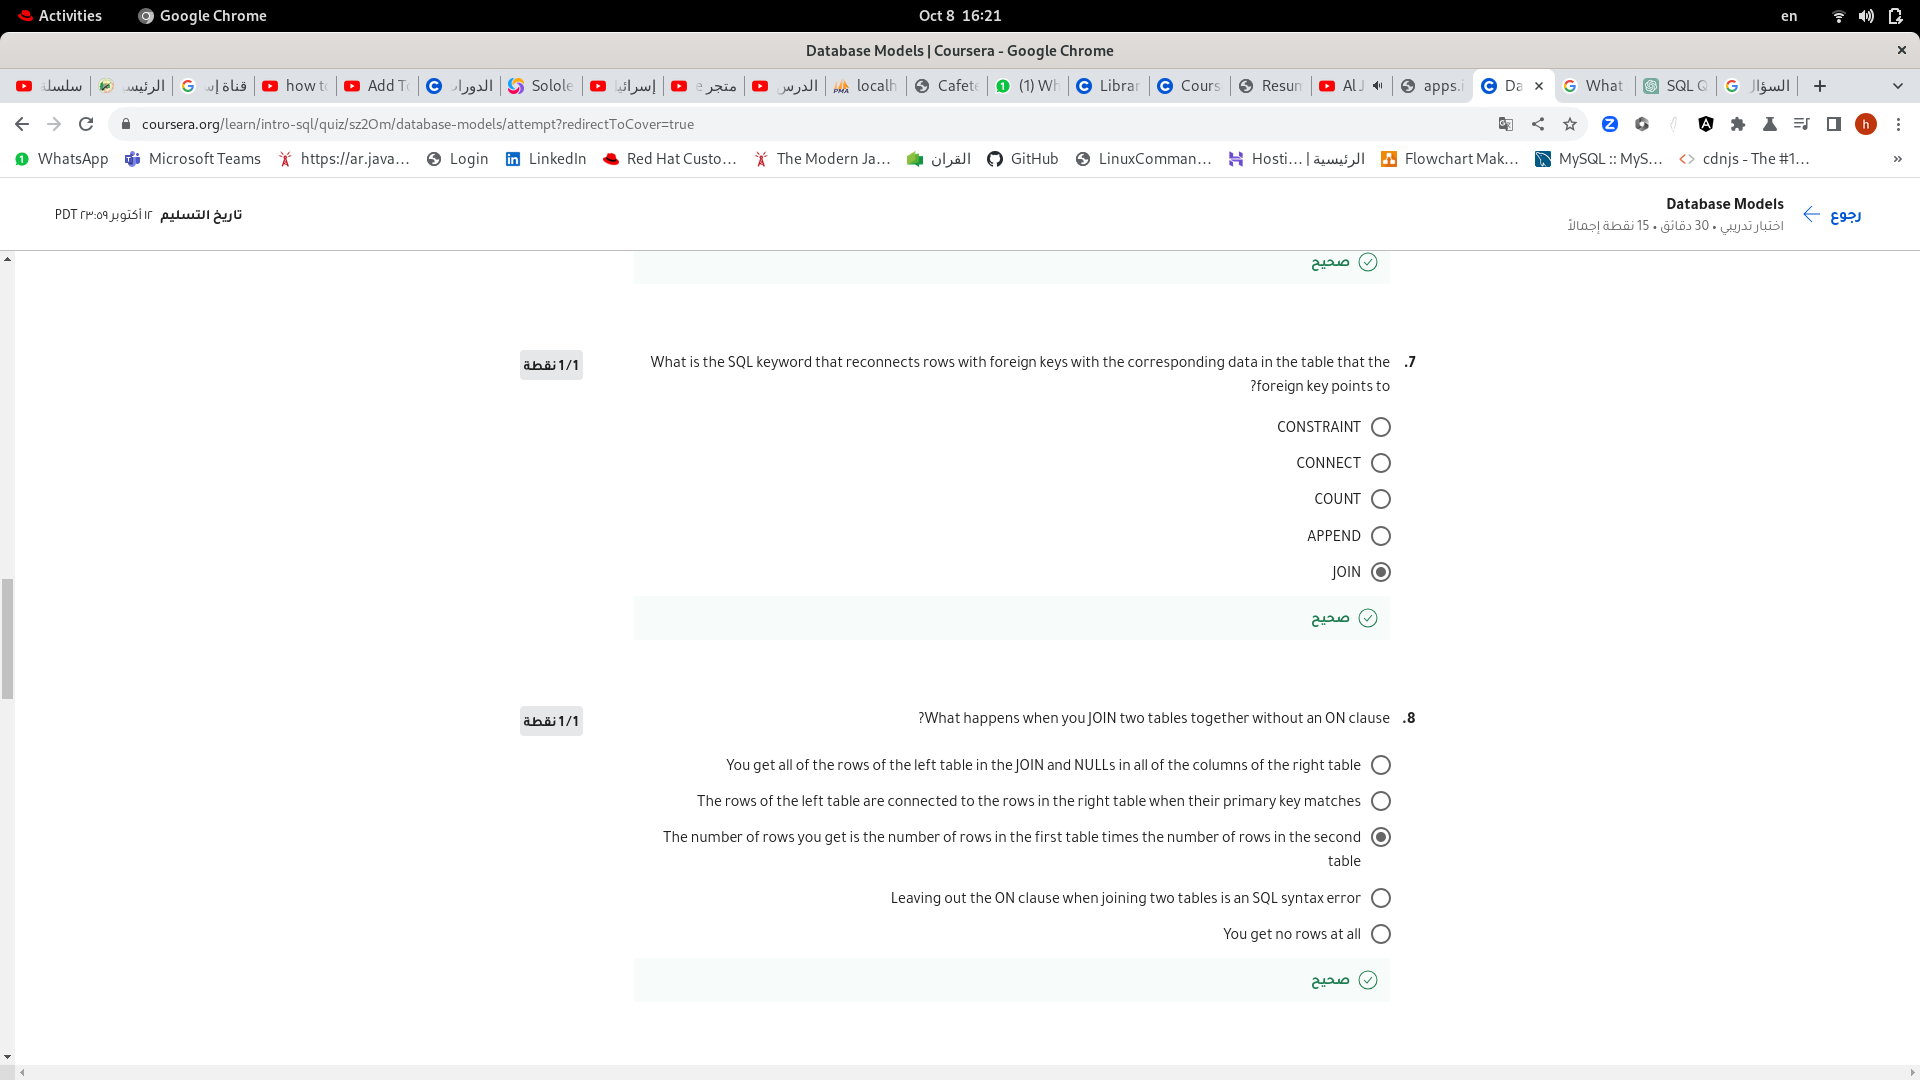 Activities Google Chrome Oct 8 16:21 en
Database Models | Coursera - Google Chrome
سلسلة الرئيس قناة إس how to Add To الدورات Solole إسرائيل متجر e الدرس localh Cafete (1) Wh Librar Cours Resun Al J apps.i Da What SQL Q السؤال
coursera.org/learn/intro-sql/quiz/sz2Om/database-models/attempt?redirectToCover=true h
WhatsApp Microsoft Teams https://ar.java... Login LinkedIn Red Hat Custo... The Modern Ja... القران GitHub LinuxComman... Hosti... | الرئيسية Flowchart Mak... MySQL :: MyS... cdnjs - The #1... »
رجوع
Database Models
اختبار تدريبي • 30 دقائق • 15 نقطة إجمالاً
تاريخ التسليم ١٢ أكتوبر ٢٣:٥٩ PDT
صحيح
.7 What is the SQL keyword that reconnects rows with foreign keys with the corresponding data in the table that the
?foreign key points to
1/1 نقطة
CONSTRAINT
CONNECT
COUNT
APPEND
JOIN
صحيح
.8 ?What happens when you JOIN two tables together without an ON clause
1/1 نقطة
You get all of the rows of the left table in the JOIN and NULLs in all of the columns of the right table
The rows of the left table are connected to the rows in the right table when their primary key matches
The number of rows you get is the number of rows in the first table times the number of rows in the second
table
Leaving out the ON clause when joining two tables is an SQL syntax error
You get no rows at all
صحيح